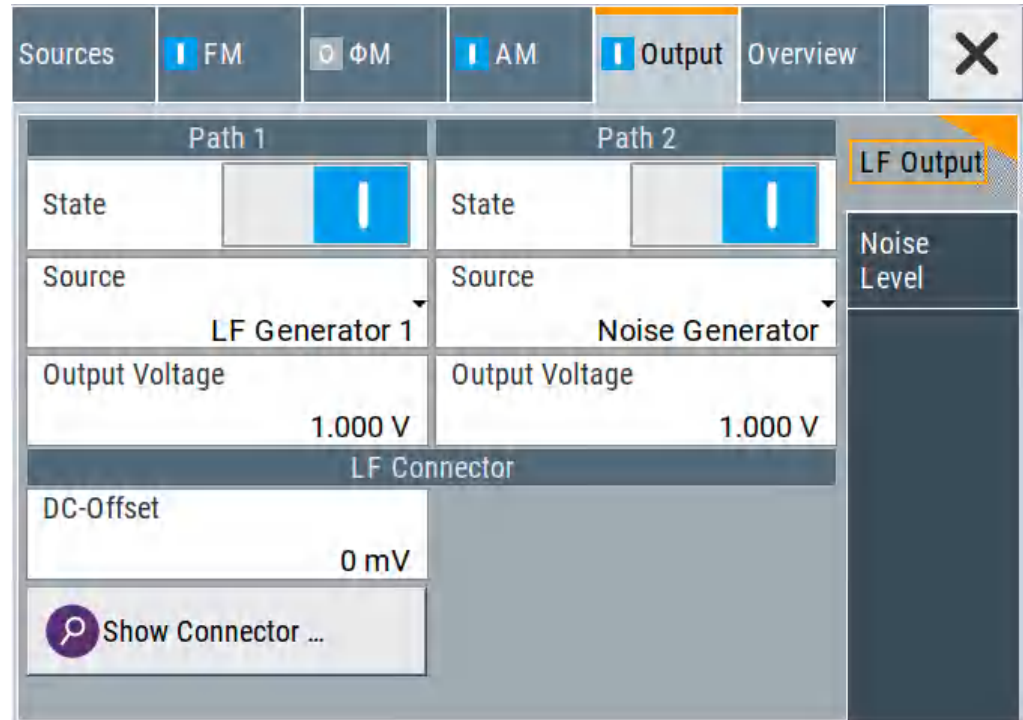 Sources FM O ΦM AM Output Overview
Path 1 Path 2
LF Output
State State
Noise
Level
Source Source
LF Generator 1 Noise Generator
Output Voltage Output Voltage
1.000 V 1.000 V
LF Connector
DC-Offset
0 mV
Show Connector ...